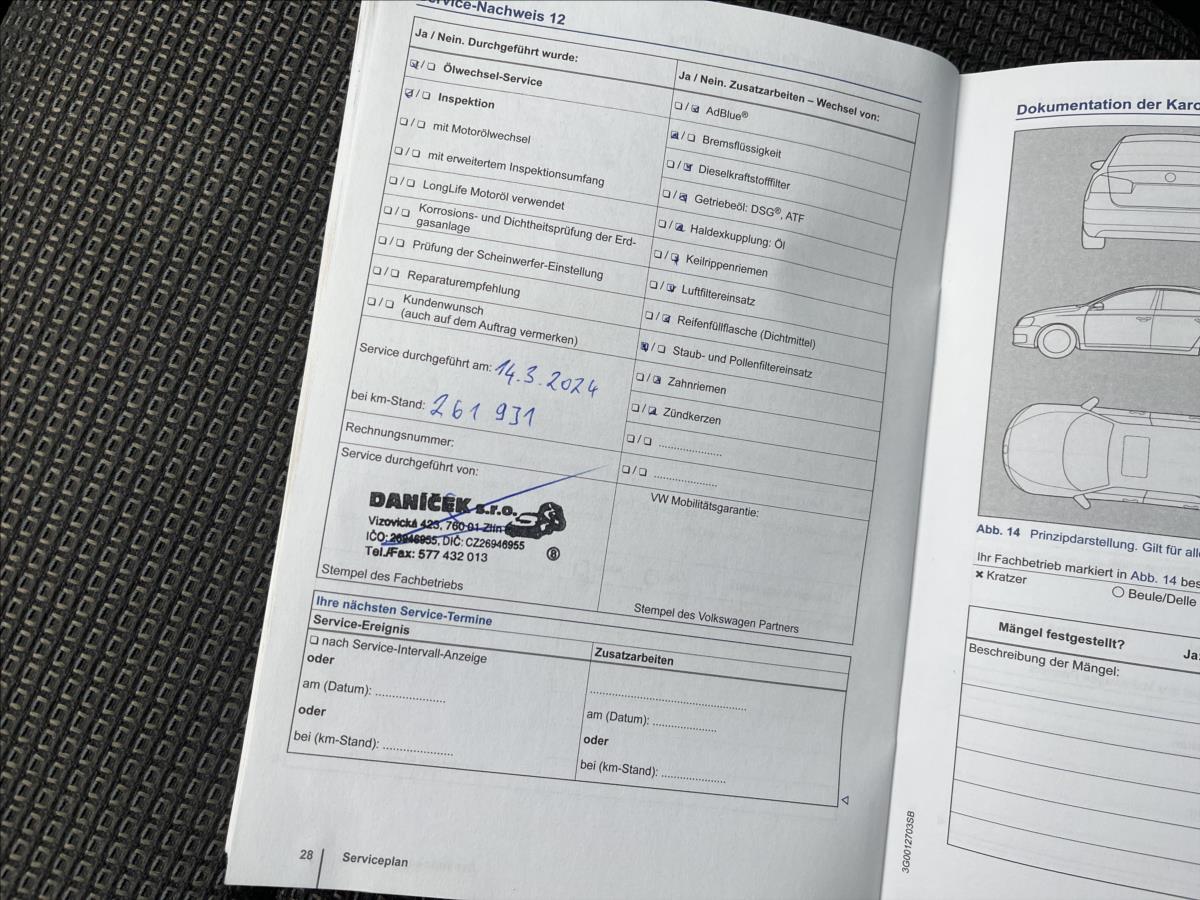 Service-Nachweis 12
Ja / Nein. Durchgeführt wurde:
❏/❏ Ölwechsel-Service
❏/❏ Inspektion
❏/❏ mit Motorölwechsel
❏/❏ mit erweitertem Inspektionsumfang
❏/❏ LongLife Motoröl verwendet
❏/❏ Korrosions- und Dichtheitsprüfung der Erd-
gasanlage
❏/❏ Prüfung der Scheinwerfer-Einstellung
❏/❏ Reparaturempfehlung
❏/❏ Kundenwunsch
(auch auf dem Auftrag vermerken)
Service durchgeführt am: 14.3.2024
bei km-Stand: 261 931
Rechnungsnummer:
Service durchgeführt von:
DANÍČEK s.r.o.
Vizovická 423, 760 01 Zlín
IČO: 26946955, DIČ: CZ26946955
Tel./Fax: 577 432 013
8
Stempel des Fachbetriebs
Ja / Nein. Zusatzarbeiten – Wechsel von:
❏/❏ AdBlue®
❏/❏ Bremsflüssigkeit
❏/❏ Dieselkraftstofffilter
❏/❏ Getriebeöl: DSG®, ATF
❏/❏ Haldexkupplung: Öl
❏/❏ Keilrippenriemen
❏/❏ Luftfiltereinsatz
❏/❏ Reifenfüllflasche (Dichtmittel)
❏/❏ Staub- und Pollenfiltereinsatz
❏/❏ Zahnriemen
❏/❏ Zündkerzen
❏/❏ ....................
❏/❏ ....................
VW Mobilitätsgarantie:
Stempel des Volkswagen Partners
Ihre nächsten Service-Termine
Service-Ereignis
❏ nach Service-Intervall-Anzeige
oder
am (Datum): ....................
oder
bei (km-Stand): ....................
Zusatzarbeiten
..................................................
am (Datum): ....................
oder
bei (km-Stand): ....................
28 Serviceplan
Dokumentation der Karo
Abb. 14 Prinzipdarstellung. Gilt für alle
Ihr Fachbetrieb markiert in Abb. 14 bes
✖ Kratzer
○ Beule/Delle
Mängel festgestellt?
Ja:
Beschreibung der Mängel:
3G0012703SB